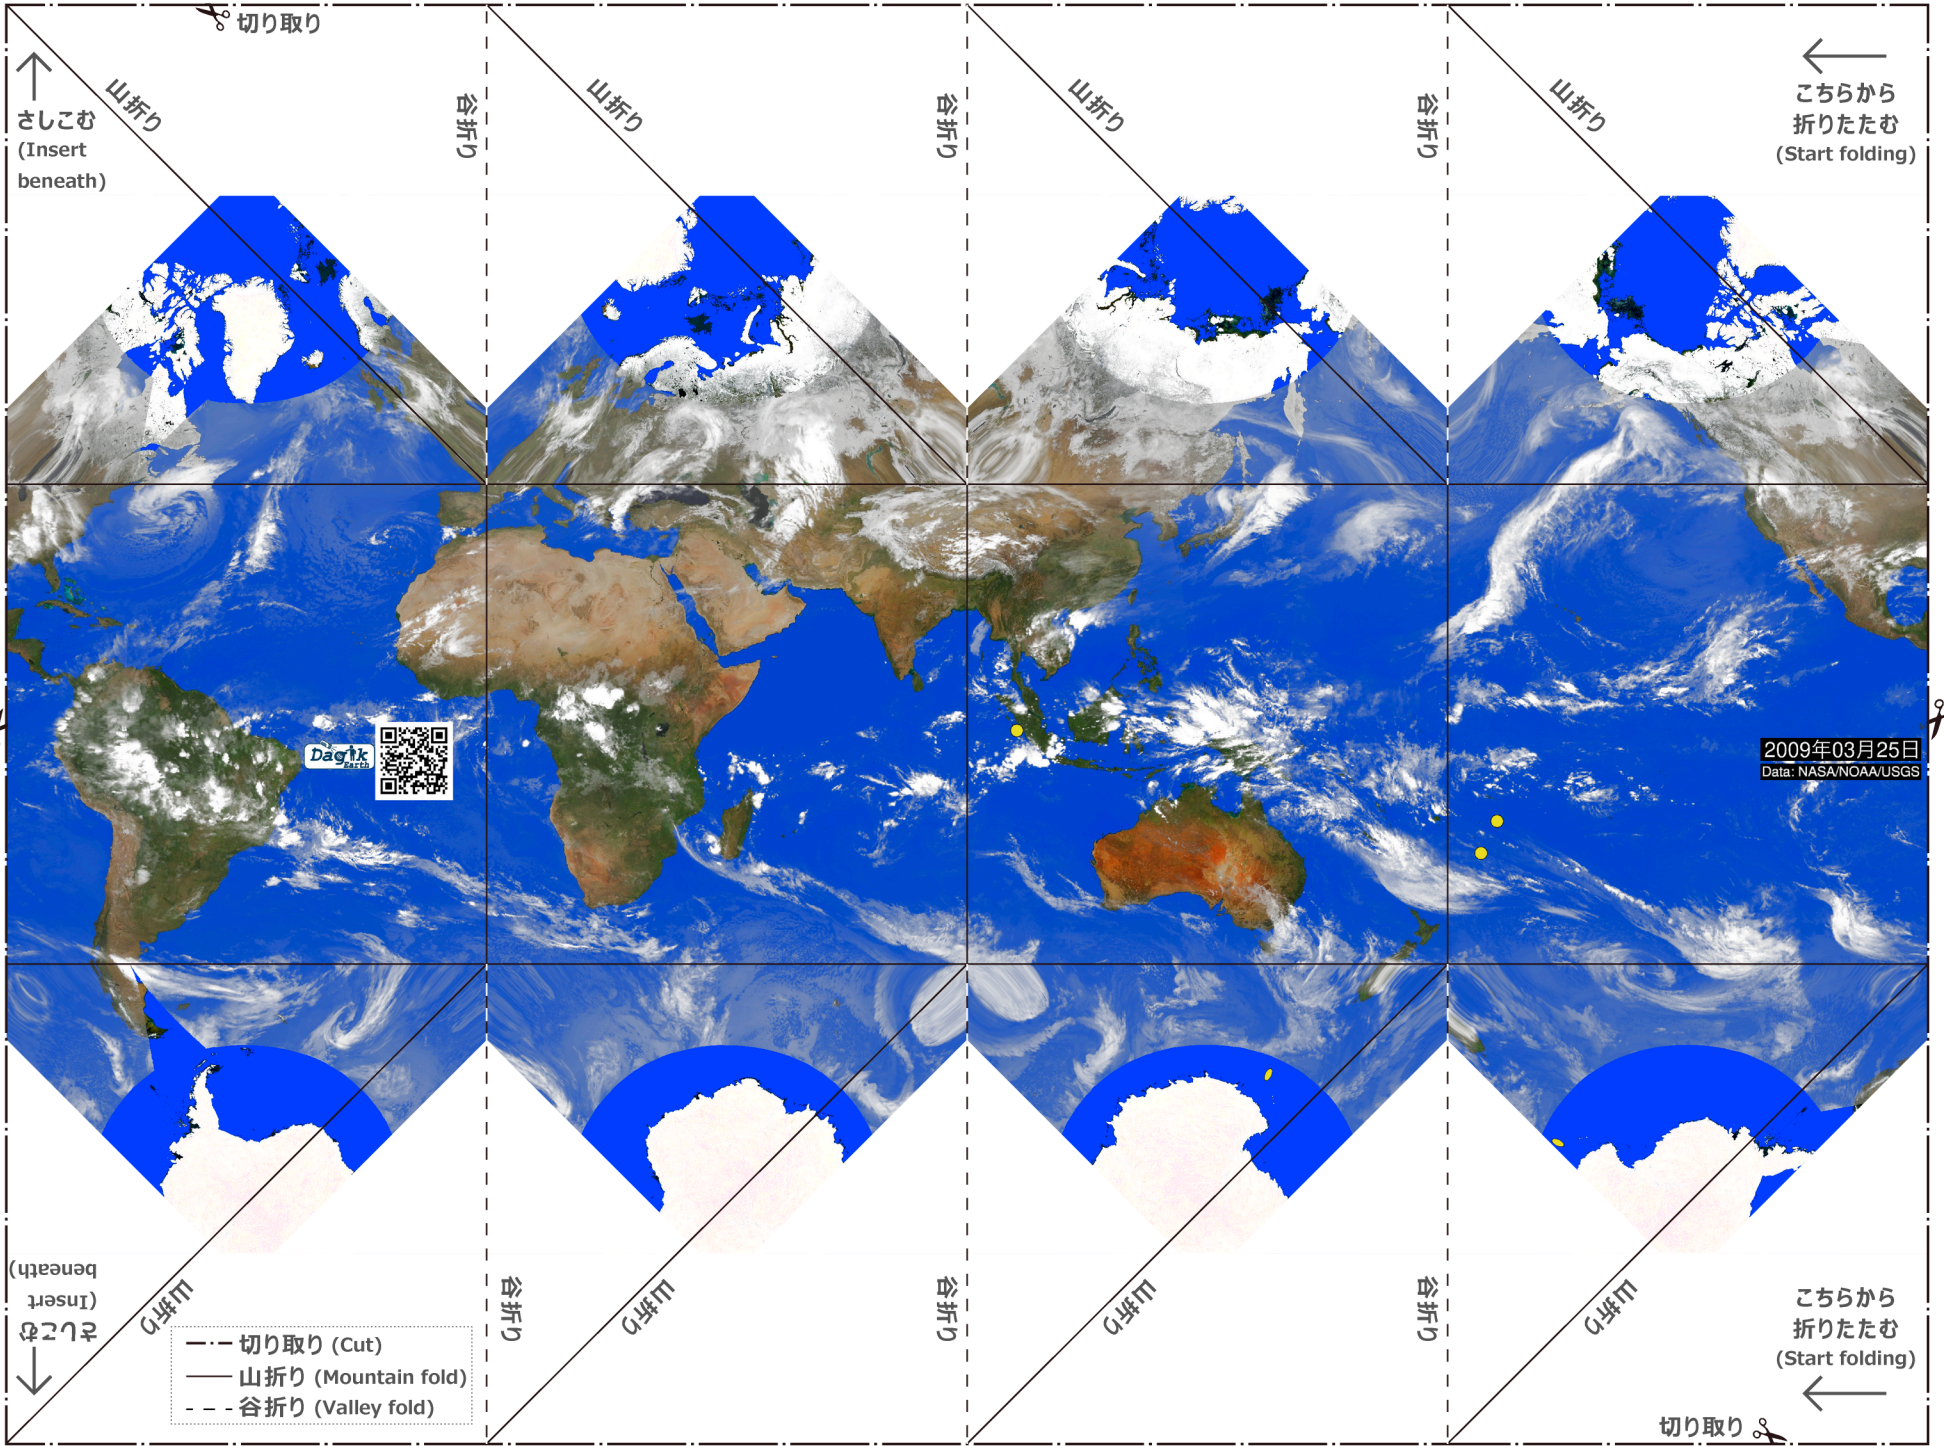 切り取り
山折り
谷折り
山折り
谷折り
山折り
谷折り
山折り
さしこむ
(Insert
beneath)
こちらから
折りたたむ
(Start folding)
Dagik
Earth
2009年03月25日
Data: NASA/NOAA/USGS
さしこむ
(Insert
beneath)
山折り
谷折り
山折り
谷折り
山折り
谷折り
山折り
切り取り (Cut)
山折り (Mountain fold)
谷折り (Valley fold)
こちらから
折りたたむ
(Start folding)
切り取り